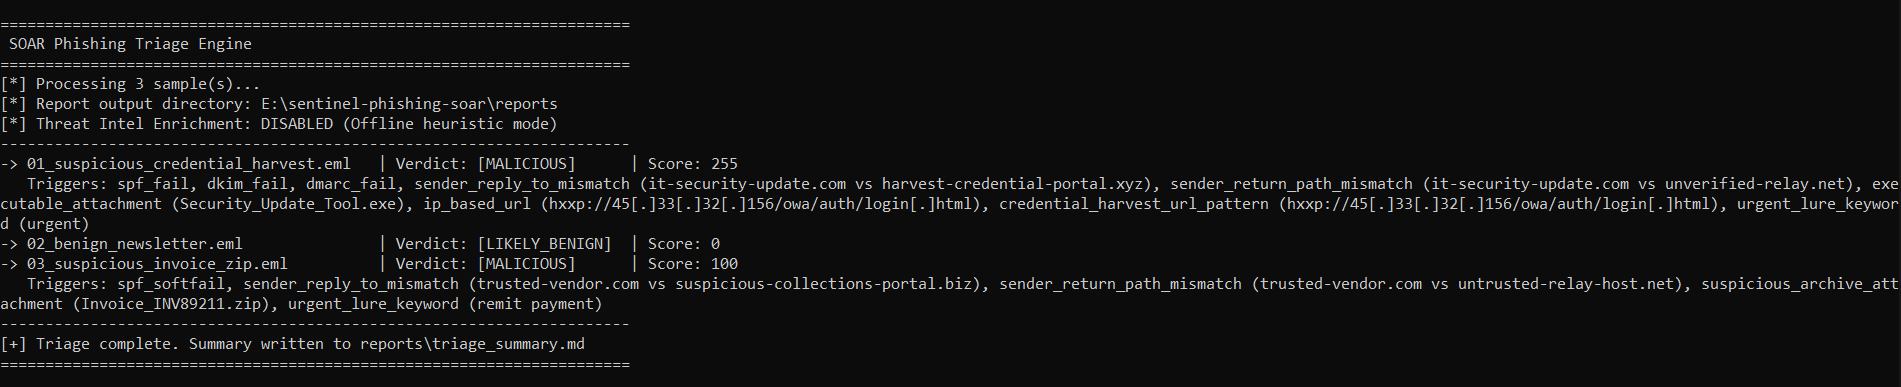 ======================================================================
 SOAR Phishing Triage Engine
======================================================================
[*] Processing 3 sample(s)...
[*] Report output directory: E:\sentinel-phishing-soar\reports
[*] Threat Intel Enrichment: DISABLED (Offline heuristic mode)
----------------------------------------------------------------------
-> 01_suspicious_credential_harvest.eml   | Verdict: [MALICIOUS]      | Score: 255
   Triggers: spf_fail, dkim_fail, dmarc_fail, sender_reply_to_mismatch (it-security-update.com vs harvest-credential-portal.xyz), sender_return_path_mismatch (it-security-update.com vs unverified-relay.net), exe
cutable_attachment (Security_Update_Tool.exe), ip_based_url (hxxp://45[.]33[.]32[.]156/owa/auth/login[.]html), credential_harvest_url_pattern (hxxp://45[.]33[.]32[.]156/owa/auth/login[.]html), urgent_lure_keywor
d (urgent)
-> 02_benign_newsletter.eml               | Verdict: [LIKELY_BENIGN]  | Score: 0
-> 03_suspicious_invoice_zip.eml          | Verdict: [MALICIOUS]      | Score: 100
   Triggers: spf_softfail, sender_reply_to_mismatch (trusted-vendor.com vs suspicious-collections-portal.biz), sender_return_path_mismatch (trusted-vendor.com vs untrusted-relay-host.net), suspicious_archive_att
achment (Invoice_INV89211.zip), urgent_lure_keyword (remit payment)
----------------------------------------------------------------------
[+] Triage complete. Summary written to reports\triage_summary.md
======================================================================